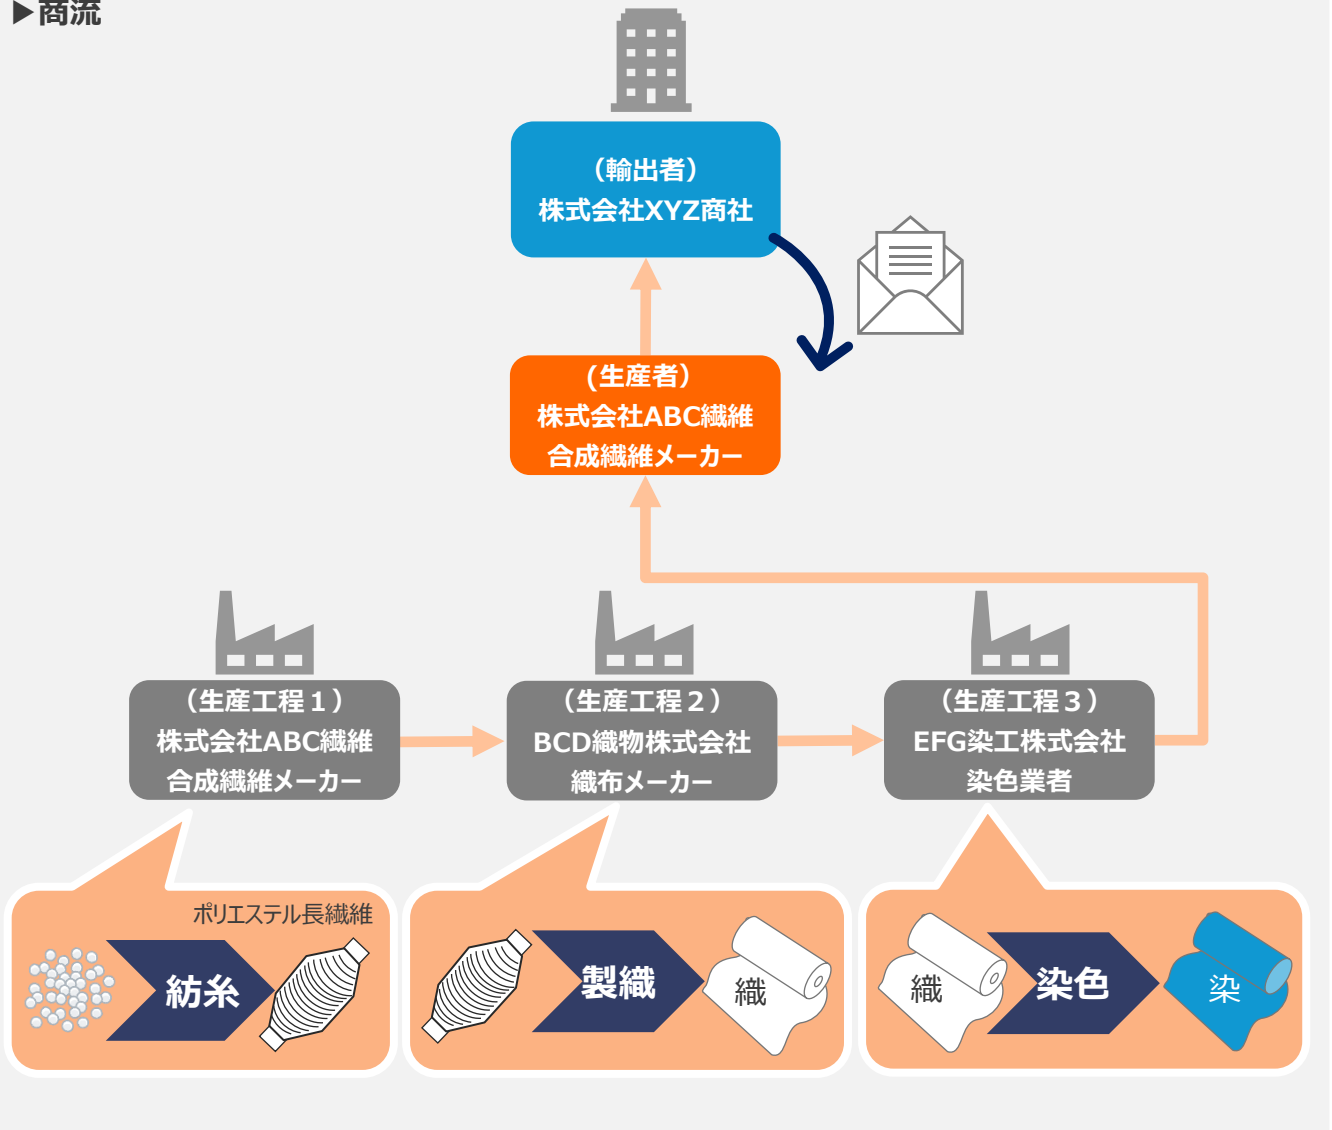 ▶商流
（輸出者）
株式会社XYZ商社
(生産者）
株式会社ABC繊維
合成繊維メーカー
（生産工程１）
株式会社ABC繊維
合成繊維メーカー
（生産工程２）
BCD織物株式会社
織布メーカー
（生産工程３）
EFG染工株式会社
染色業者
ポリエステル長繊維
紡糸
製織
織
織
染色
染